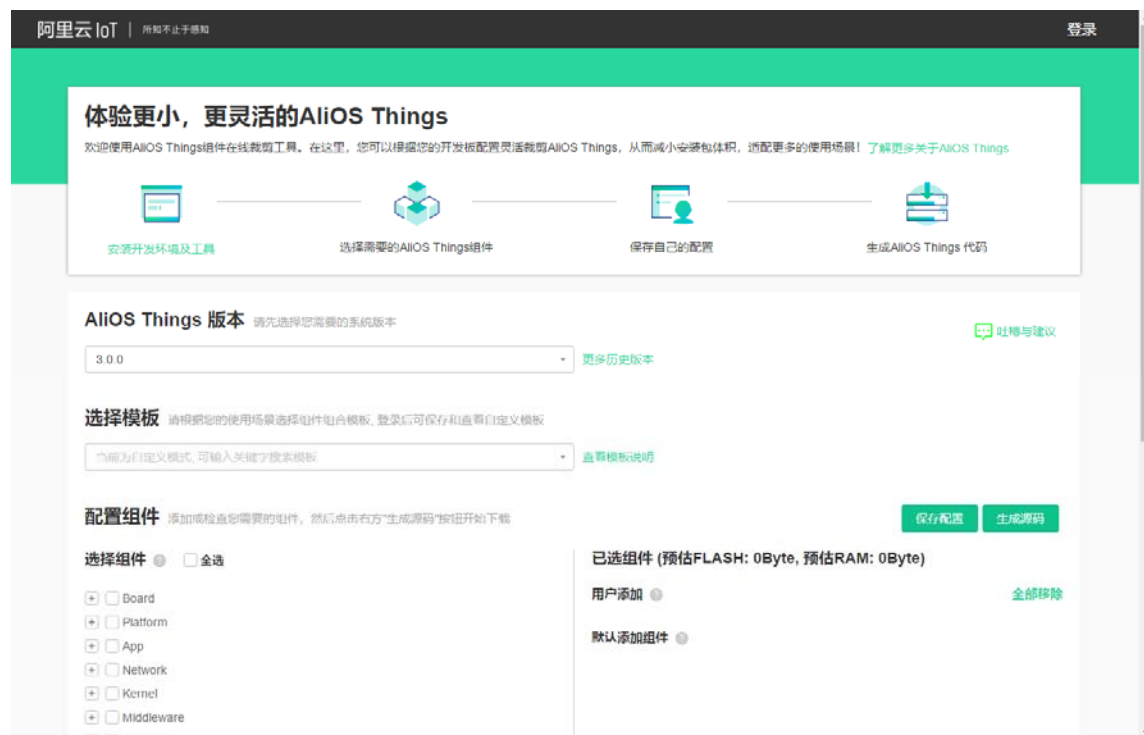 阿里云 IoT | 所知不止于感知
登录
体验更小，更灵活的AliOS Things
欢迎使用AliOS Things组件在线裁剪工具。在这里，您可以根据您的开发板配置灵活裁剪AliOS Things，从而减小安装包体积，适配更多的使用场景！了解更多关于AliOS Things
安装开发环境及工具
选择需要的AliOS Things组件
保存自己的配置
生成AliOS Things 代码
AliOS Things 版本 请先选择您需要的系统版本
吐槽与建议
3.0.0
更多历史版本
选择模板 请根据您的使用场景选择组件组合模板, 登录后可保存和查看自定义模板
当前为自定义模式, 可输入关键字搜索模板
查看模板说明
配置组件 添加或检查您需要的组件，然后点击右方"生成源码"按钮开始下载
保存配置
生成源码
选择组件
全选
Board
Platform
App
Network
Kernel
Middleware
已选组件 (预估FLASH: 0Byte, 预估RAM: 0Byte)
用户添加
全部移除
默认添加组件